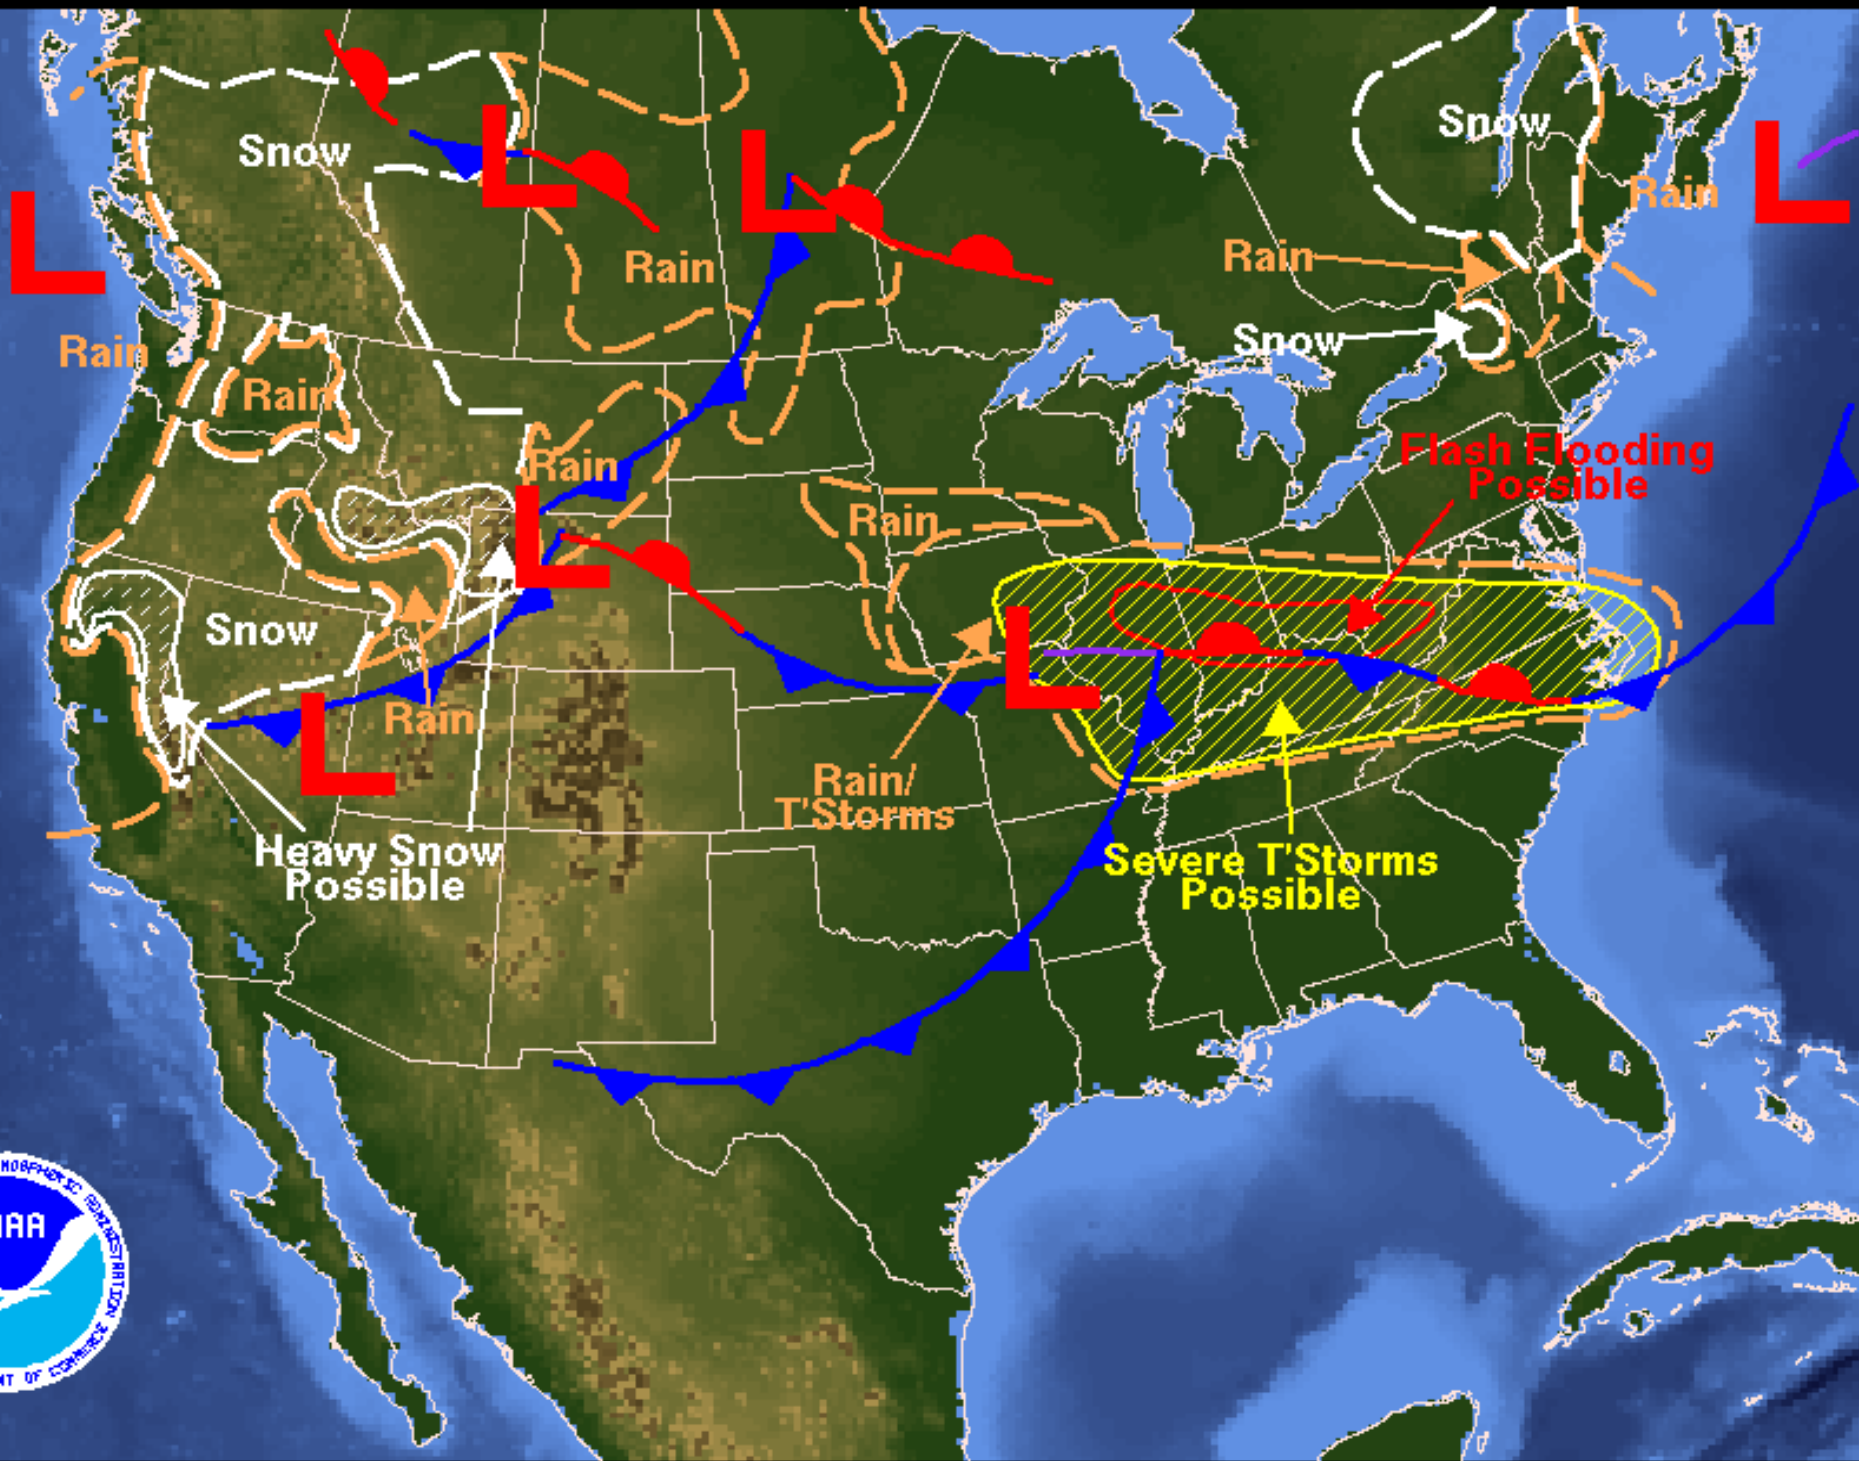 Snow
Snow
L
L
L
L
Rain
Rain
Rain
Rain
Snow
Rain
Rain
Flash Flooding
Possible
Rain
L
Rain
Snow
L
Rain
L
Rain/
T'Storms
Heavy Snow
Possible
Severe T'Storms
Possible